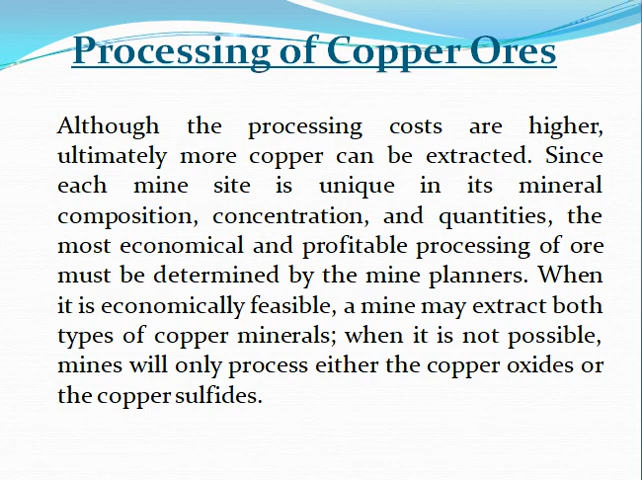 Processing of Copper Ores
Although the processing costs are higher,
ultimately more copper can be extracted. Since
each mine site is unique in its mineral
composition, concentration, and quantities, the
most economical and profitable processing of ore
must be determined by the mine planners. When
it is economically feasible, a mine may extract both
types of copper minerals; when it is not possible,
mines will only process either the copper oxides or
the copper sulfides.